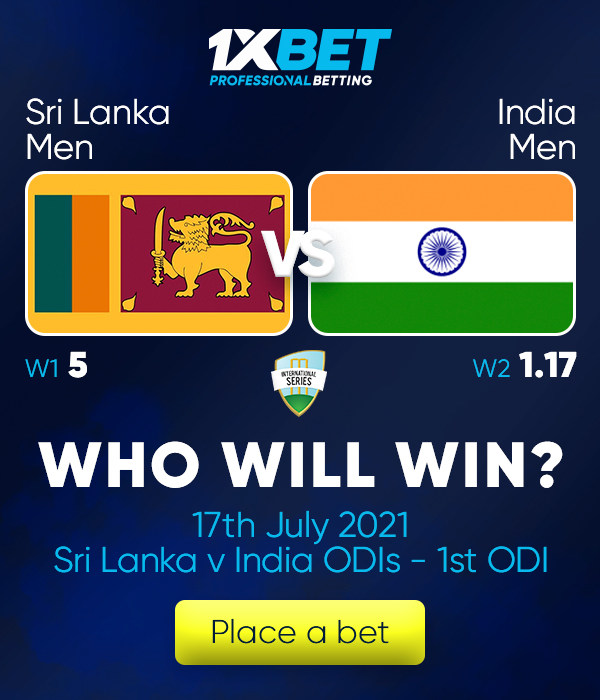 1XBET
PROFESSIONAL BETTING
Sri Lanka
Men
India
Men
VS
W1 5
W2 1.17
INTERNATIONAL
SERIES
WHO WILL WIN?
17th July 2021
Sri Lanka v India ODIs - 1st ODI
Place a bet